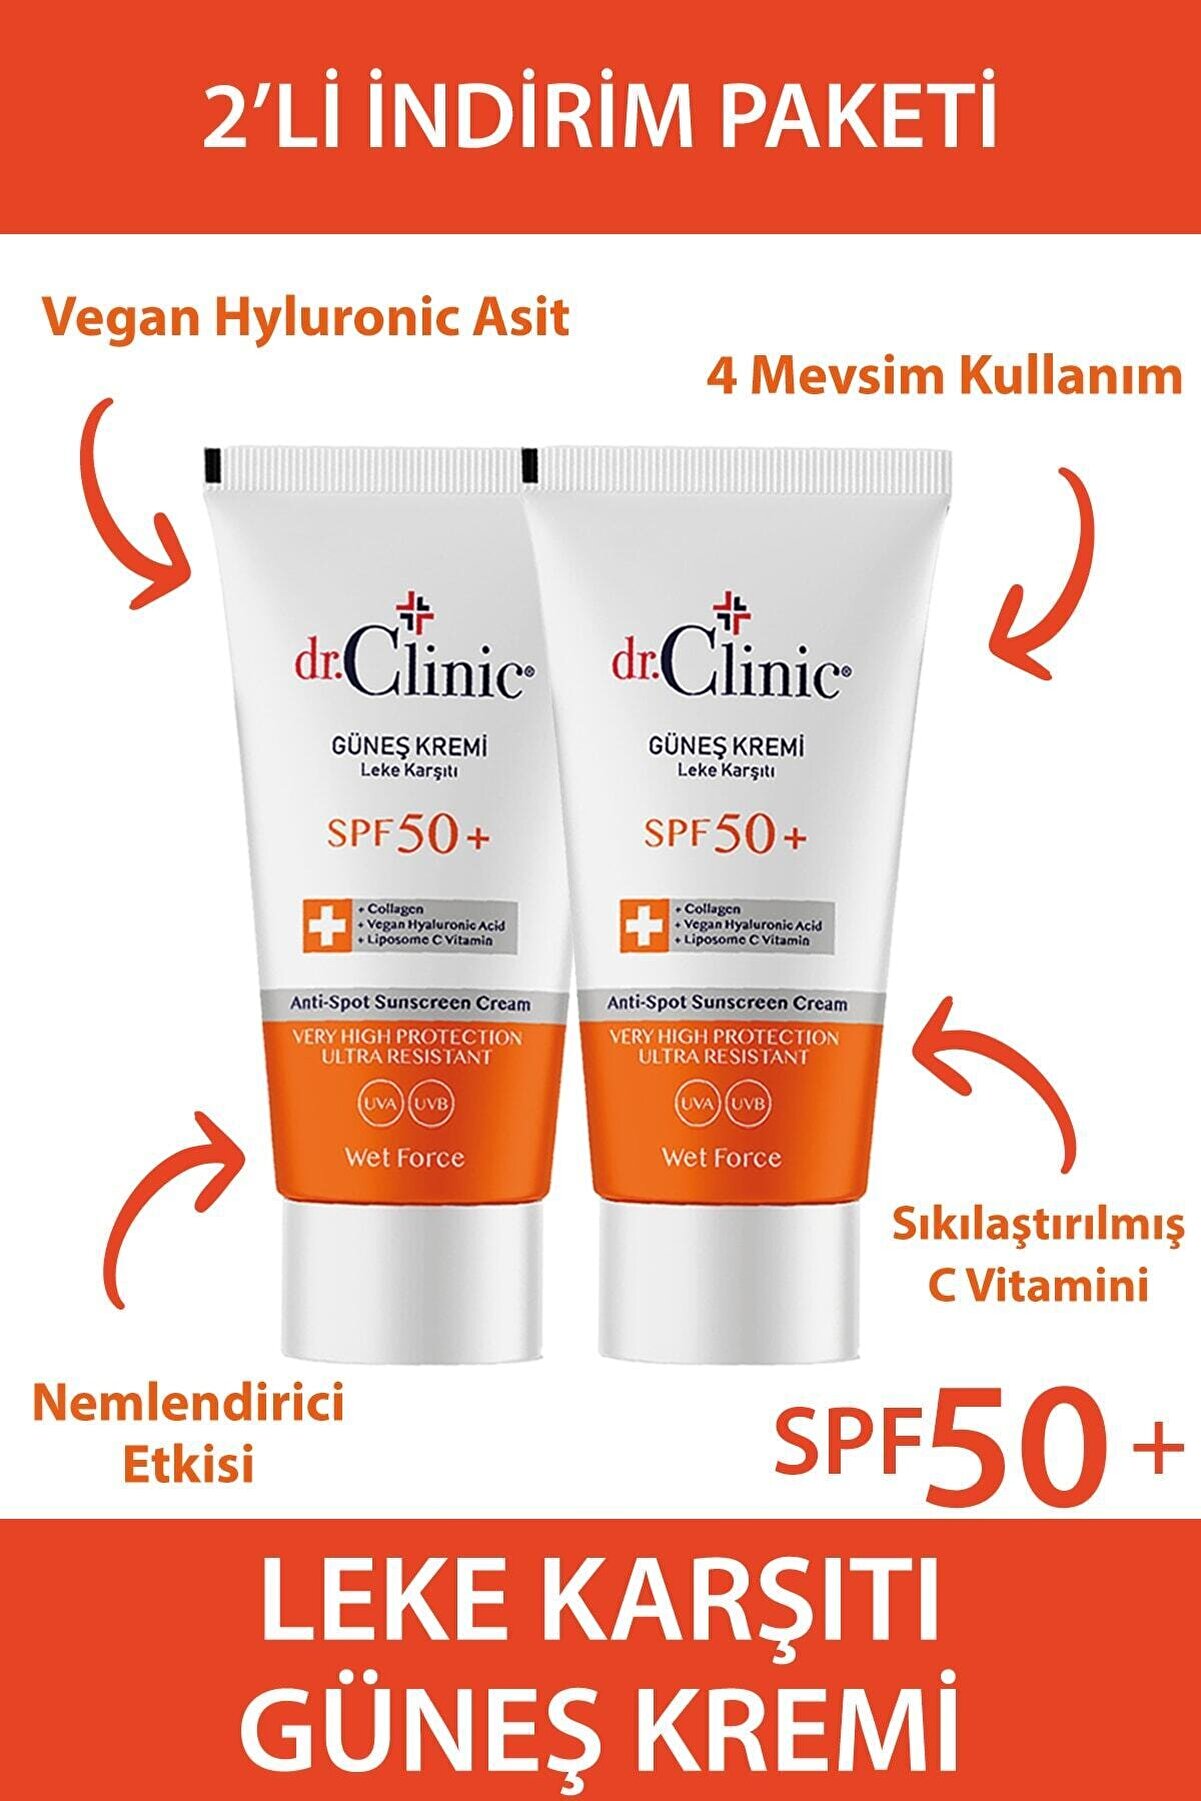 2'Lİ İNDİRİM PAKETİ
Vegan Hyluronic Asit
4 Mevsim Kullanım
dr.Clinic®
GÜNEŞ KREMİ
Leke Karşıtı
SPF50+
+ Collagen
+ Vegan Hyaluronic Acid
+ Liposome C Vitamin
Anti-Spot Sunscreen Cream
VERY HIGH PROTECTION
ULTRA RESISTANT
UVA UVB
Wet Force
dr.Clinic®
GÜNEŞ KREMİ
Leke Karşıtı
SPF50+
+ Collagen
+ Vegan Hyaluronic Acid
+ Liposome C Vitamin
Anti-Spot Sunscreen Cream
VERY HIGH PROTECTION
ULTRA RESISTANT
UVA UVB
Wet Force
Sıkılaştırılmış
C Vitamini
Nemlendirici
Etkisi
SPF50+
LEKE KARŞITI
GÜNEŞ KREMİ